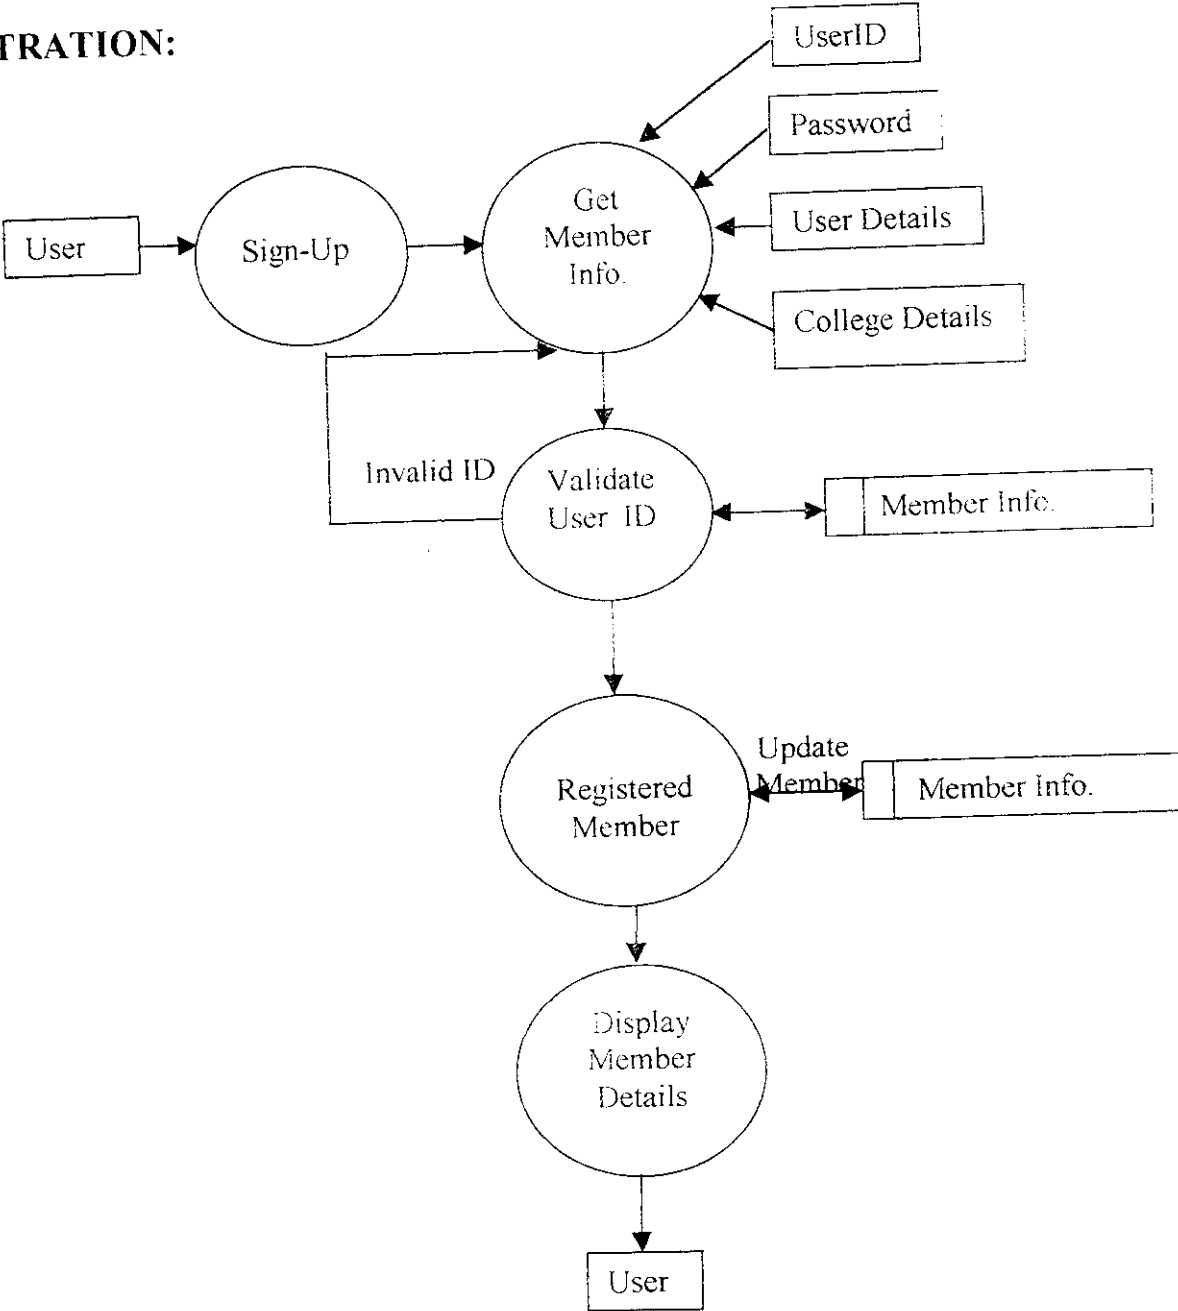 TRATION:
UserID
Password
User Details
College Details
User
Sign-Up
Get
Member
Info.
Invalid ID
Validate
User ID
Member Info.
Registered
Member
Update
Member
Member Info.
Display
Member
Details
User